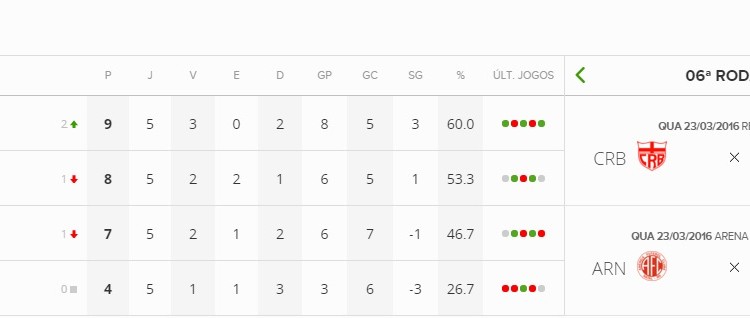 P J V E D GP GC SG % ÚLT. JOGOS
2 9 5 3 0 2 8 5 3 60.0
1 8 5 2 2 1 6 5 1 53.3
1 7 5 2 1 2 6 7 -1 46.7
0 4 5 1 1 3 3 6 -3 26.7
06ª ROD
QUA 23/03/2016 RE
CRB CRB ×
QUA 23/03/2016 ARENA
ARN AFC ×